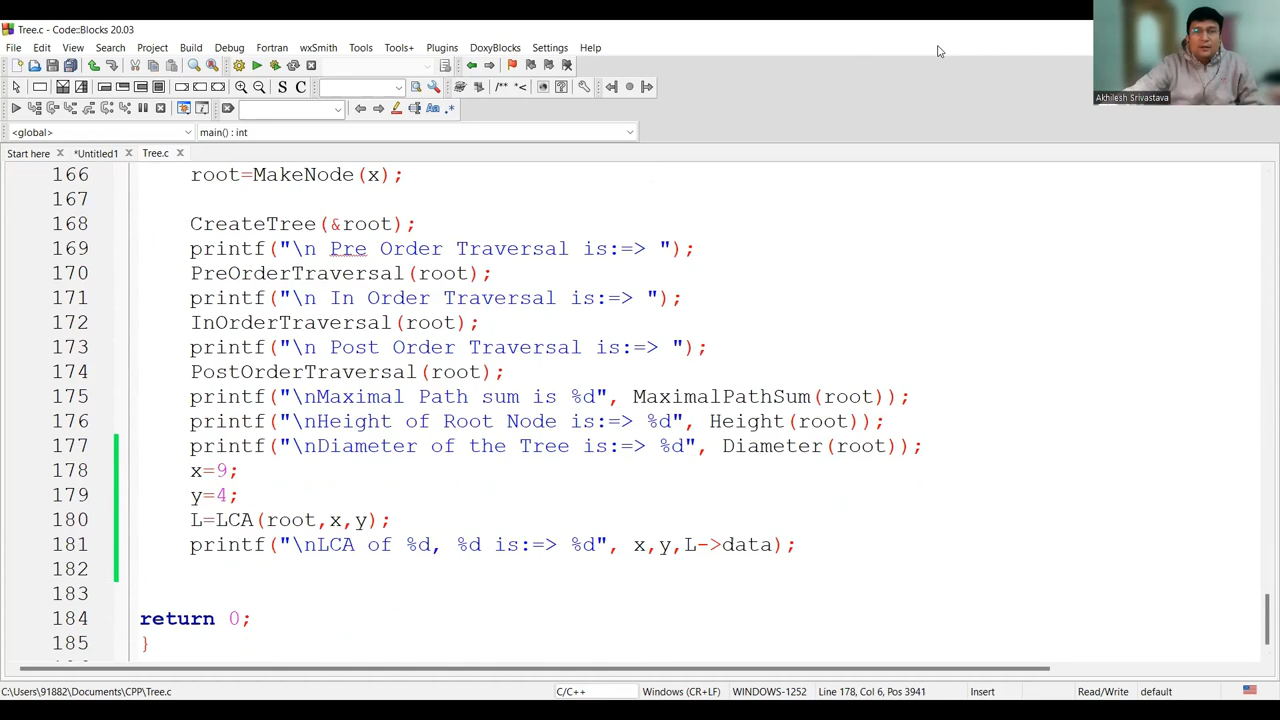 Tree.c - Code::Blocks 20.03
File Edit View Search Project Build Debug Fortran wxSmith Tools Tools+ Plugins DoxyBlocks Settings Help
S C
/** *<
Aa .*
<global> main() : int
Start here *Untitled1 Tree.c
166 root=MakeNode(x);
167
168 CreateTree(&root);
169 printf("\n Pre Order Traversal is:=> ");
170 PreOrderTraversal(root);
171 printf("\n In Order Traversal is:=> ");
172 InOrderTraversal(root);
173 printf("\n Post Order Traversal is:=> ");
174 PostOrderTraversal(root);
175 printf("\nMaximal Path sum is %d", MaximalPathSum(root));
176 printf("\nHeight of Root Node is:=> %d", Height(root));
177 printf("\nDiameter of the Tree is:=> %d", Diameter(root));
178 x=9;
179 y=4;
180 L=LCA(root,x,y);
181 printf("\nLCA of %d, %d is:=> %d", x,y,L->data);
182
183
184 return 0;
185 }
C:\Users\91882\Documents\CPP\Tree.c C/C++ Windows (CR+LF) WINDOWS-1252 Line 178, Col 6, Pos 3941 Insert Read/Write default
Akhilesh Srivastava